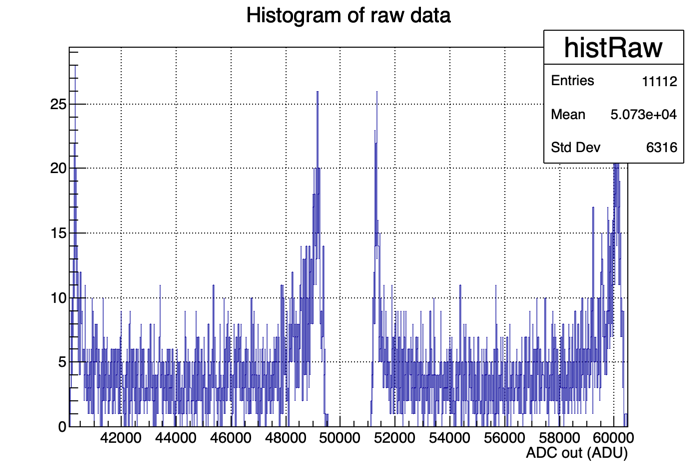 Histogram of raw data
histRaw
Entries 11112
Mean 5.073e+04
Std Dev 6316
25
20
15
10
5
0
42000 44000 46000 48000 50000 52000 54000 56000 58000 60000
ADC out (ADU)